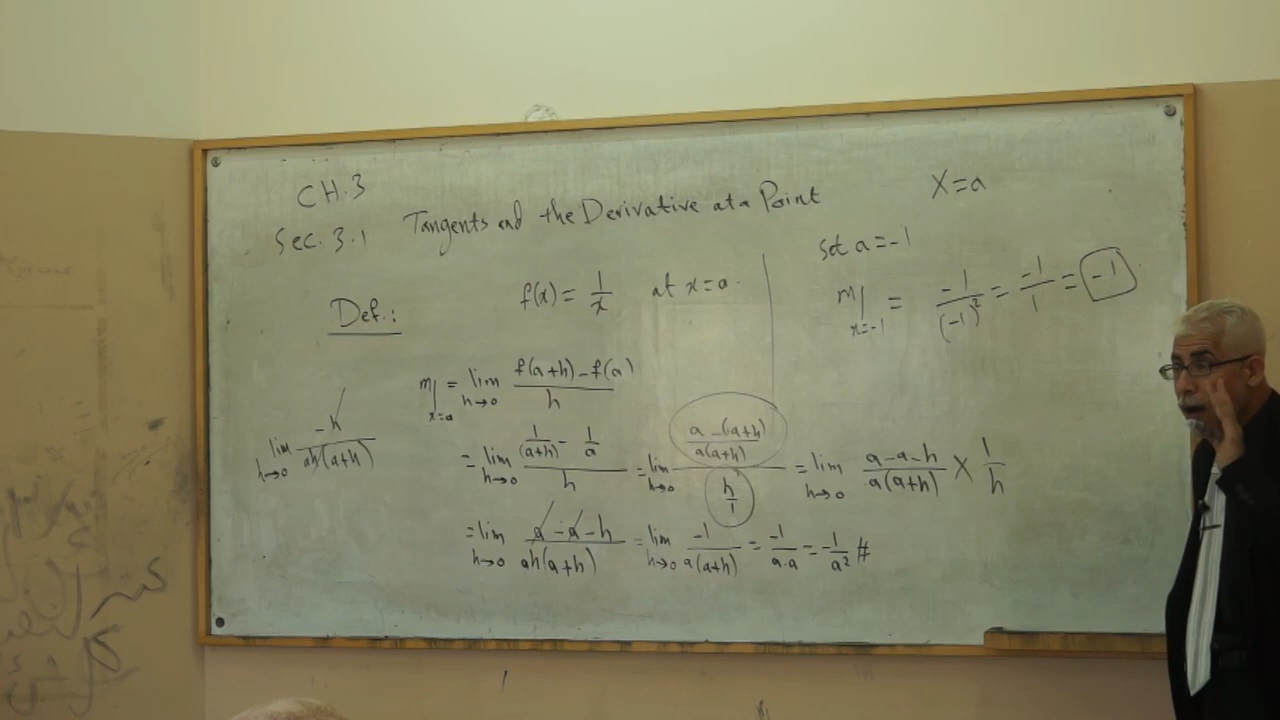 CH.3
Sec. 3.1 Tangents and the Derivative at a Point
X=a
Def.:
f(x) = 1/x at x=a.
m|x=a = lim h→0 (f(a+h)-f(a))/h
= lim h→0 (1/(a+h) - 1/a)/h = lim h→0 ((a-(a+h))/(a(a+h)))/(h/1) = lim h→0 (a-a-h)/(a(a+h)) X 1/h
lim h→0 -h/(ah(a+h))
= lim h→0 (a-a-h)/(ah(a+h)) = lim h→0 -1/(a(a+h)) = -1/(a.a) = -1/a² #
set a=-1
m|x=-1 = -1/(-1)² = -1/1 = -1